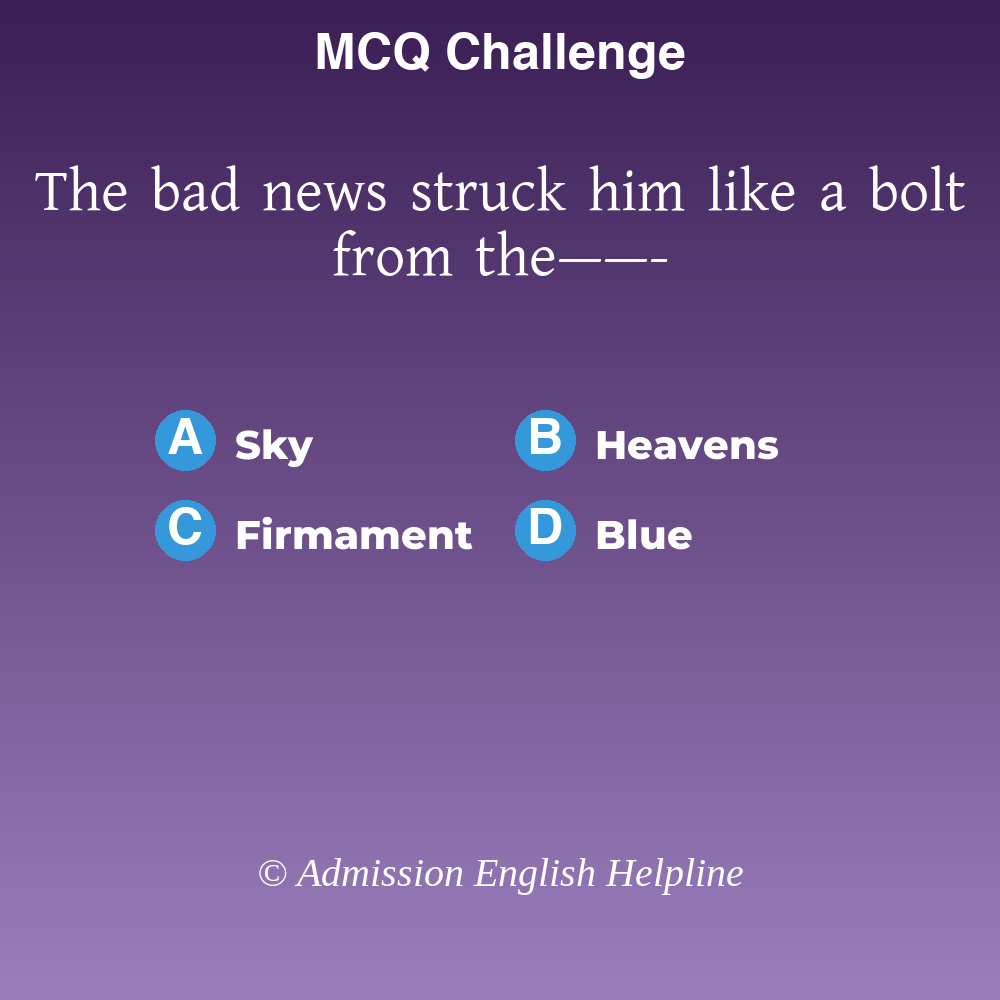 MCQ Challenge
The bad news struck him like a bolt
from the——-
A Sky
B Heavens
C Firmament
D Blue
© Admission English Helpline